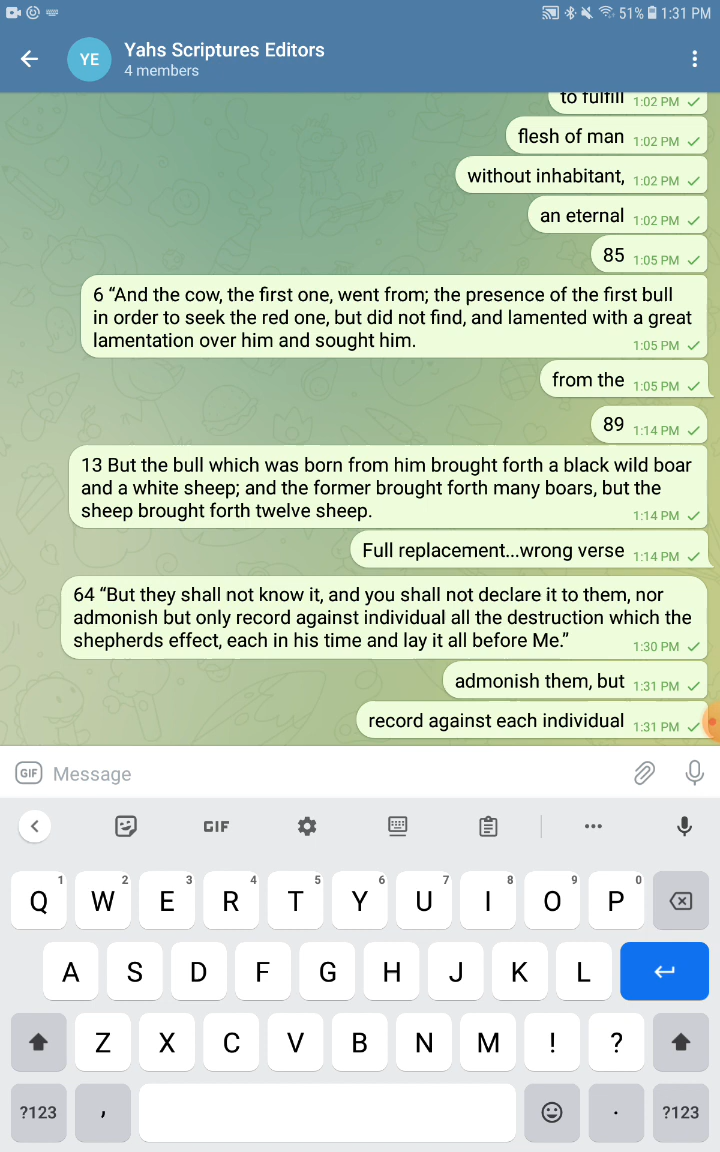 51% 1:31 PM
YE
Yahs Scriptures Editors
4 members
to fulfill 1:02 PM
flesh of man 1:02 PM
without inhabitant, 1:02 PM
an eternal 1:02 PM
85 1:05 PM
6 “And the cow, the first one, went from; the presence of the first bull
in order to seek the red one, but did not find, and lamented with a great
lamentation over him and sought him. 1:05 PM
from the 1:05 PM
89 1:14 PM
13 But the bull which was born from him brought forth a black wild boar
and a white sheep; and the former brought forth many boars, but the
sheep brought forth twelve sheep. 1:14 PM
Full replacement...wrong verse 1:14 PM
64 “But they shall not know it, and you shall not declare it to them, nor
admonish but only record against individual all the destruction which the
shepherds effect, each in his time and lay it all before Me.” 1:30 PM
admonish them, but 1:31 PM
record against each individual 1:31 PM
GIF Message
GIF
Q 1 W 2 E 3 R 4 T 5 Y 6 U 7 I 8 O 9 P 0
A S D F G H J K L
Z X C V B N M ! ?
?123 , . ?123